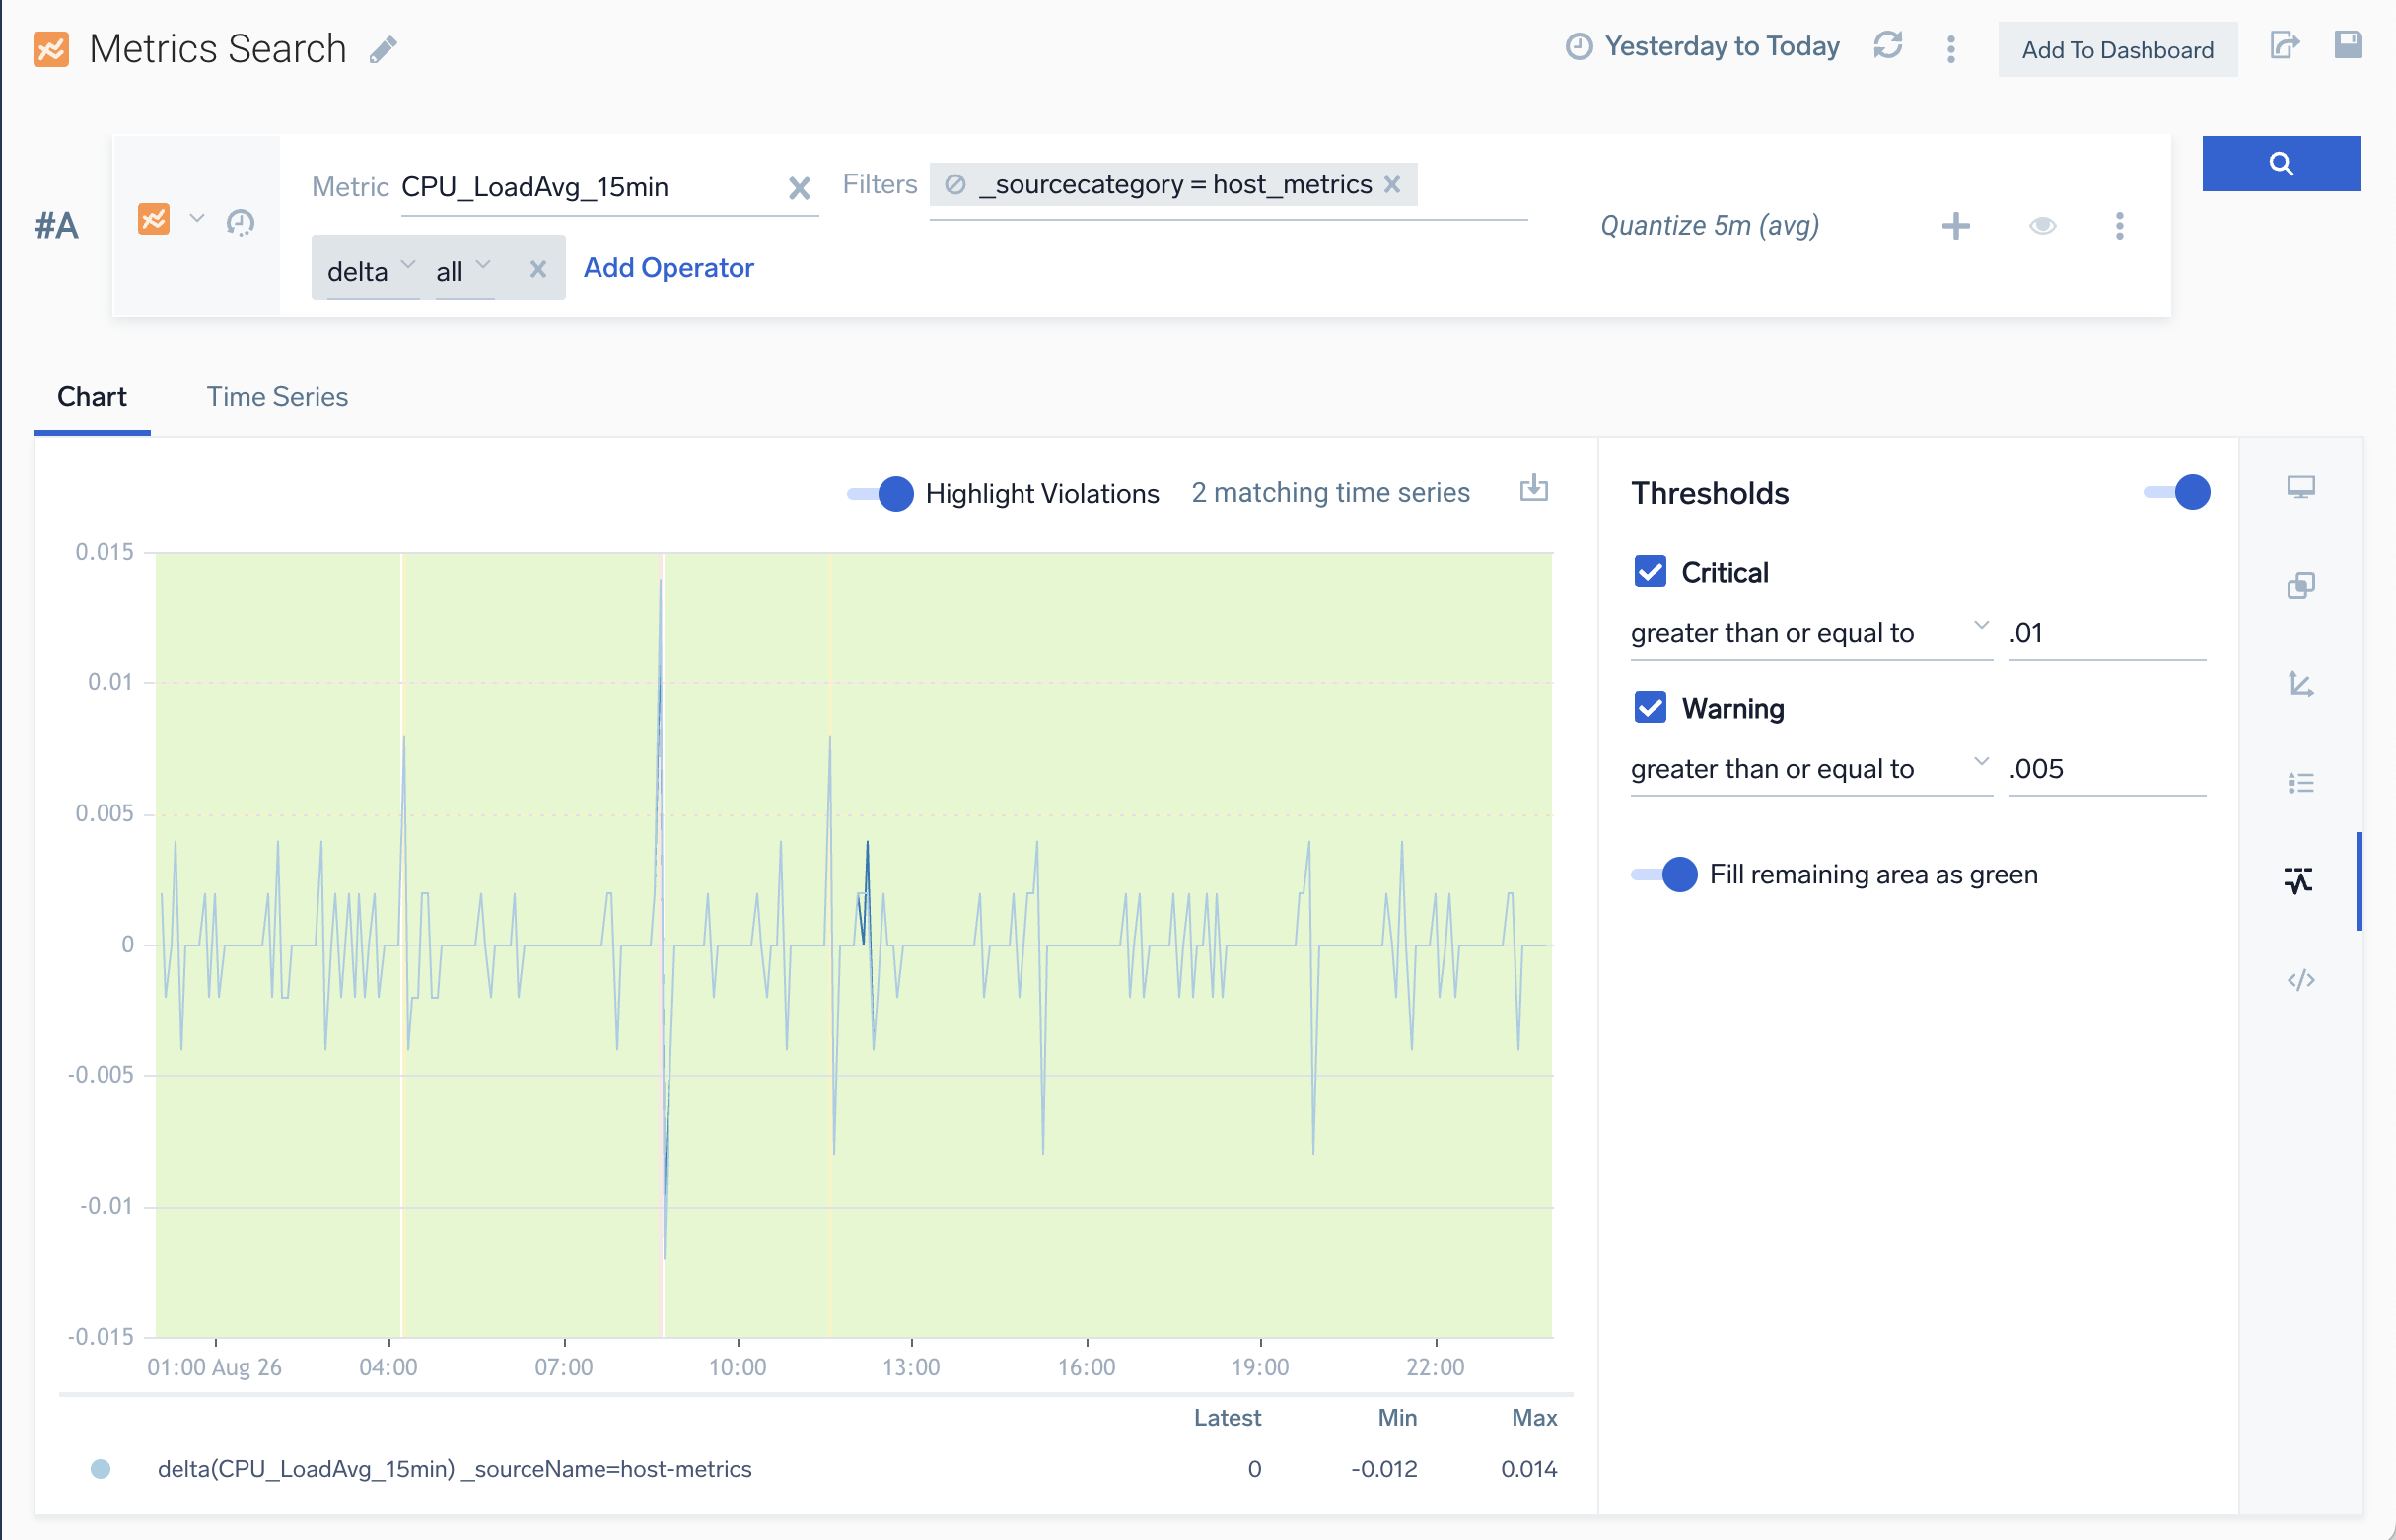 Metrics Search
Yesterday to Today
Add To Dashboard
#A
Metric CPU_LoadAvg_15min
Filters _sourcecategory = host_metrics
delta all
Add Operator
Quantize 5m (avg)
Chart
Time Series
Highlight Violations
2 matching time series
0.015
0.01
0.005
0
-0.005
-0.01
-0.015
01:00 Aug 26
04:00
07:00
10:00
13:00
16:00
19:00
22:00
Latest Min Max
delta(CPU_LoadAvg_15min) _sourceName=host-metrics 0 -0.012 0.014
Thresholds
Critical
greater than or equal to .01
Warning
greater than or equal to .005
Fill remaining area as green